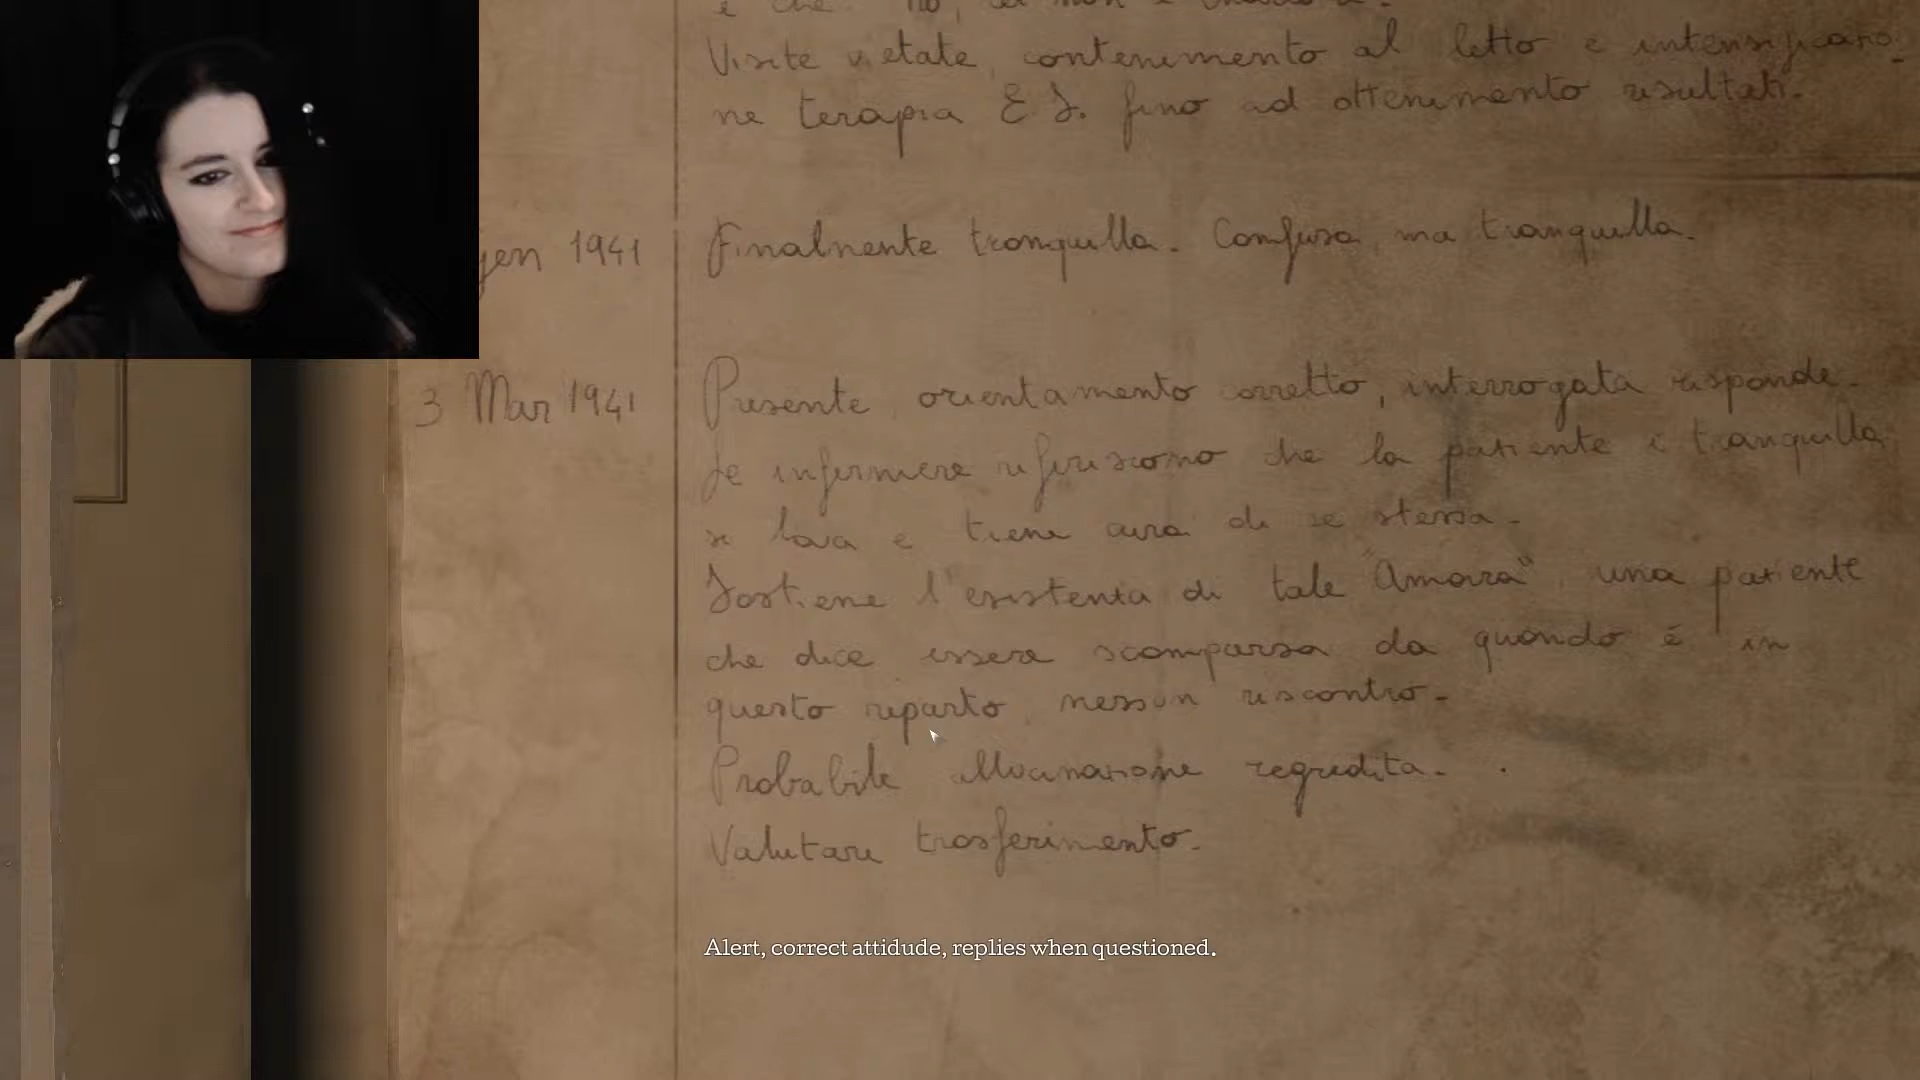 Visite vietate, contenimento al letto e intensificazio-
ne terapia E.S. fino ad ottenimento risultati.
gen 1941 Finalmente tranquilla. Confusa, ma tranquilla.
3 Mar 1941 Presente, orientamento corretto, interrogata risponde.
Le infermiere riferiscono che la paziente è tranquilla,
si lava e tiene cura di se stessa.
Sostiene l'esistenza di tale "Amara", una paziente
che dice essere scomparsa da quando é in
questo reparto, nessun riscontro.
Probabile allucinazione regredita.
Valutare trasferimento.
Alert, correct attidude, replies when questioned.